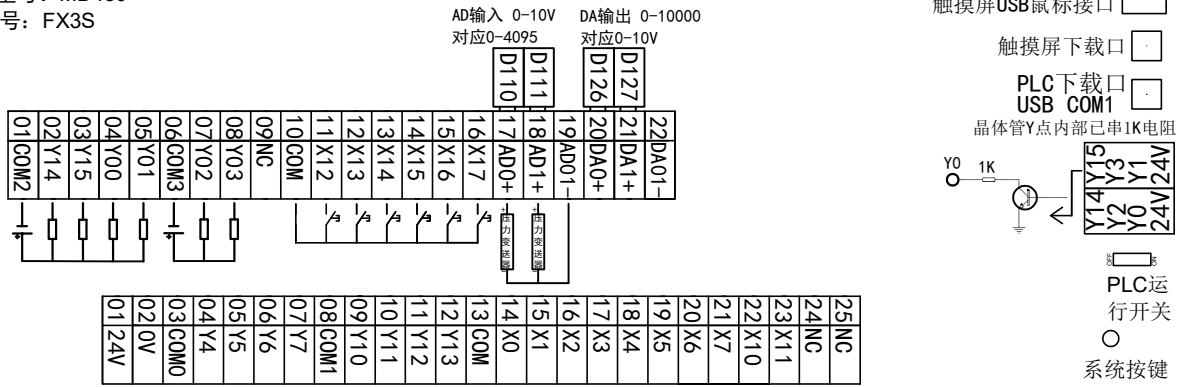 号：FX3S
AD输入 0-10V
对应0-4095
DA输出 0-10000
对应0-10V
D110
D111
D126
D127
01 COM2
02 Y14
03 Y15
04 Y00
05 Y01
06 COM3
07 Y02
08 Y03
09 NC
10 COM
11 X12
12 X13
13 X14
14 X15
15 X16
16 X17
17 AD0+
18 AD1+
19 AD01-
20 DA0+
21 DA1+
22 DA01-
压力变送器
压力变送器
01 24V
02 0V
03 COM0
04 Y4
05 Y5
06 Y6
07 Y7
08 COM1
09 Y10
10 Y11
11 Y12
12 Y13
13 COM
14 X0
15 X1
16 X2
17 X3
18 X4
19 X5
20 X6
21 X7
22 X10
23 X11
24 NC
25 NC
触摸屏USB鼠标接口
触摸屏下载口
PLC下载口
USB COM1
晶体管Y点内部已串1K电阻
Y0
1K
Y15
Y3
Y1
24V
Y14
Y2
Y0
24V
PLC运
行开关
系统按键